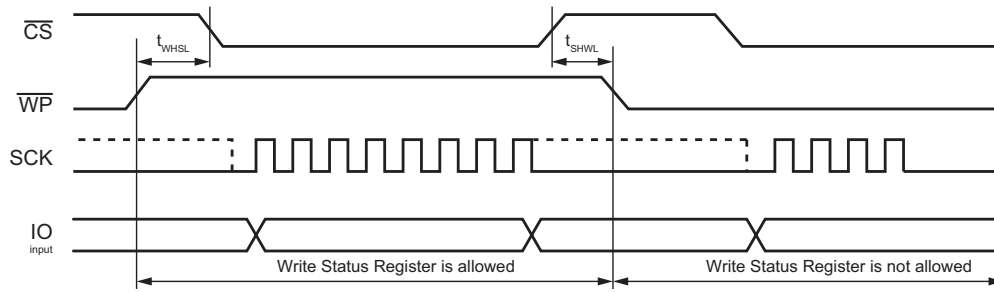 CS
tWHSL
tSHWL
WP
SCK
IO
input
Write Status Register is allowed
Write Status Register is not allowed